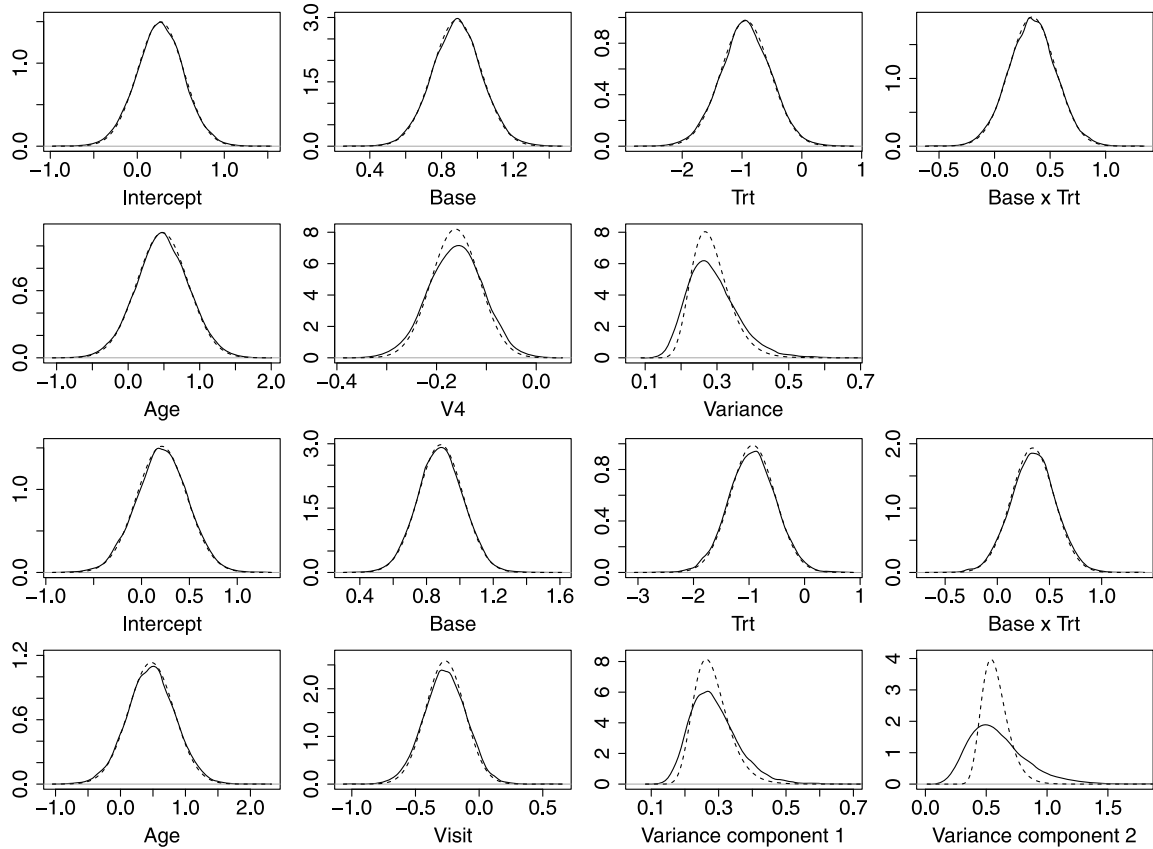 0.0 1.0
−1.0 0.0 1.0
Intercept
0.0 1.5 3.0
0.4 0.8 1.2
Base
0.0 0.4 0.8
−2 −1 0 1
Trt
0.0 1.0
−0.5 0.0 0.5 1.0
Base x Trt
0.0 0.6
−1.0 0.0 1.0 2.0
Age
0 2 4 6 8
−0.4 −0.2 0.0
V4
0 2 4 6 8
0.1 0.3 0.5 0.7
Variance
0.0 1.0
−1.0 0.0 0.5 1.0
Intercept
0.0 1.5 3.0
0.4 0.8 1.2 1.6
Base
0.0 0.4 0.8
−3 −2 −1 0 1
Trt
0.0 1.0 2.0
−0.5 0.0 0.5 1.0
Base x Trt
0.0 0.6 1.2
0.0 1.0 2.0
Age
0.0 1.0 2.0
−1.0 0.0 0.5
Visit
0 2 4 6 8
0.1 0.3 0.5 0.7
Variance component 1
0 1 2 3 4
0.0 0.5 1.0 1.5
Variance component 2